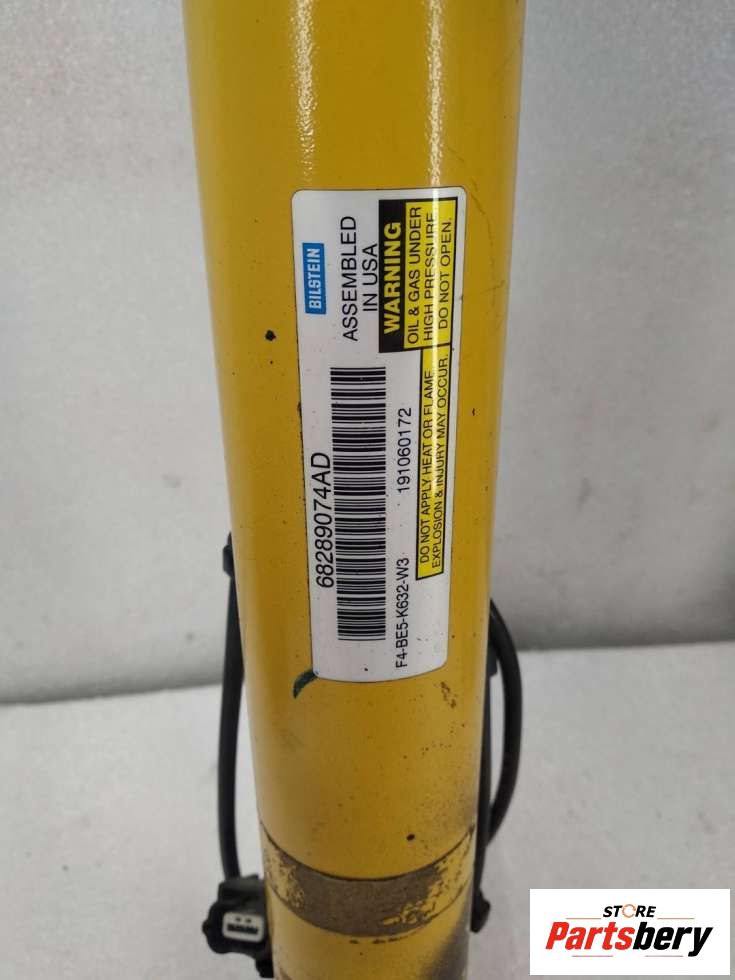 BILSTEIN
ASSEMBLED
IN USA
WARNING
OIL & GAS UNDER
HIGH PRESSURE.
DO NOT OPEN.
DO NOT APPLY HEAT OR FLAME.
EXPLOSION & INJURY MAY OCCUR.
68289074AD
191060172
F4-BE5-K632-W3
STORE
Partsbery